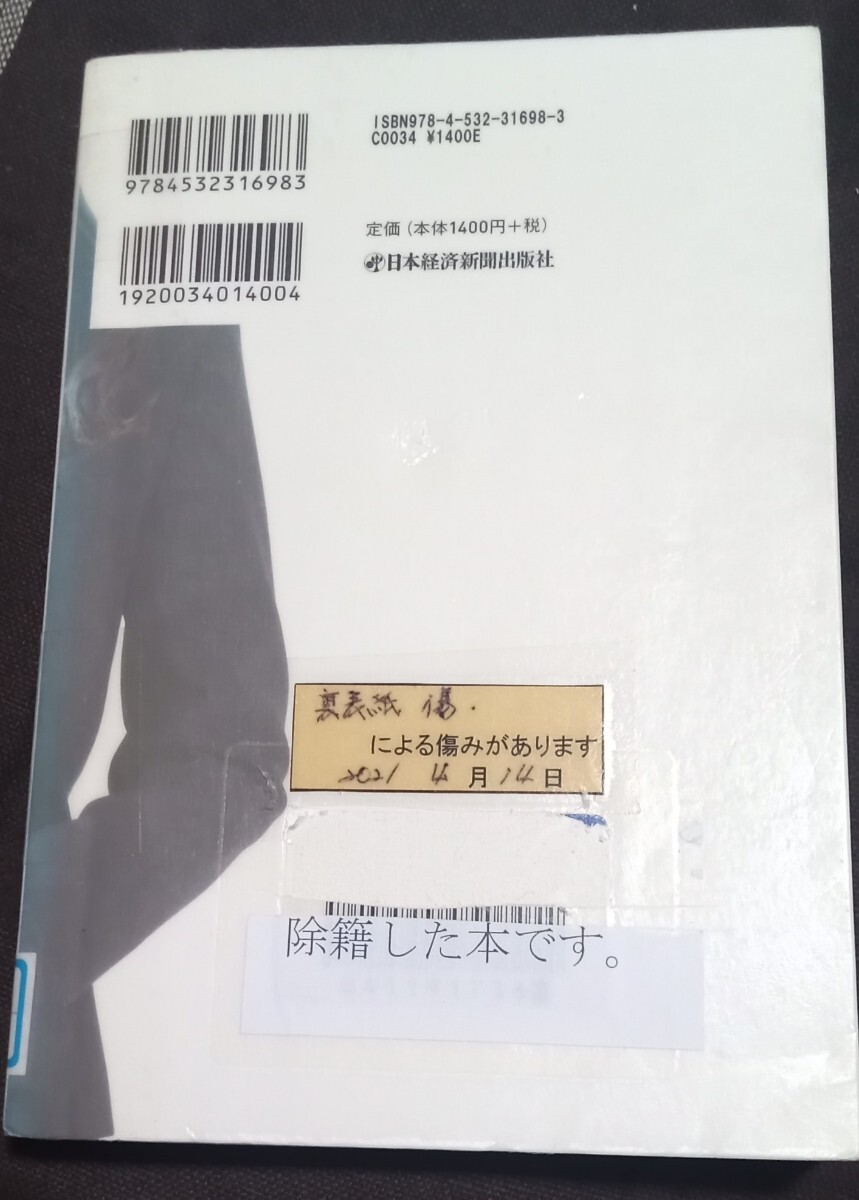 ISBN978-4-532-31698-3
C0034 ¥1400E
9784532316983
定価（本体1400円＋税）
日本経済新聞出版社
1920034014004
裏表紙 傷.
による傷みがあります
2021 4月14日
除籍した本です。